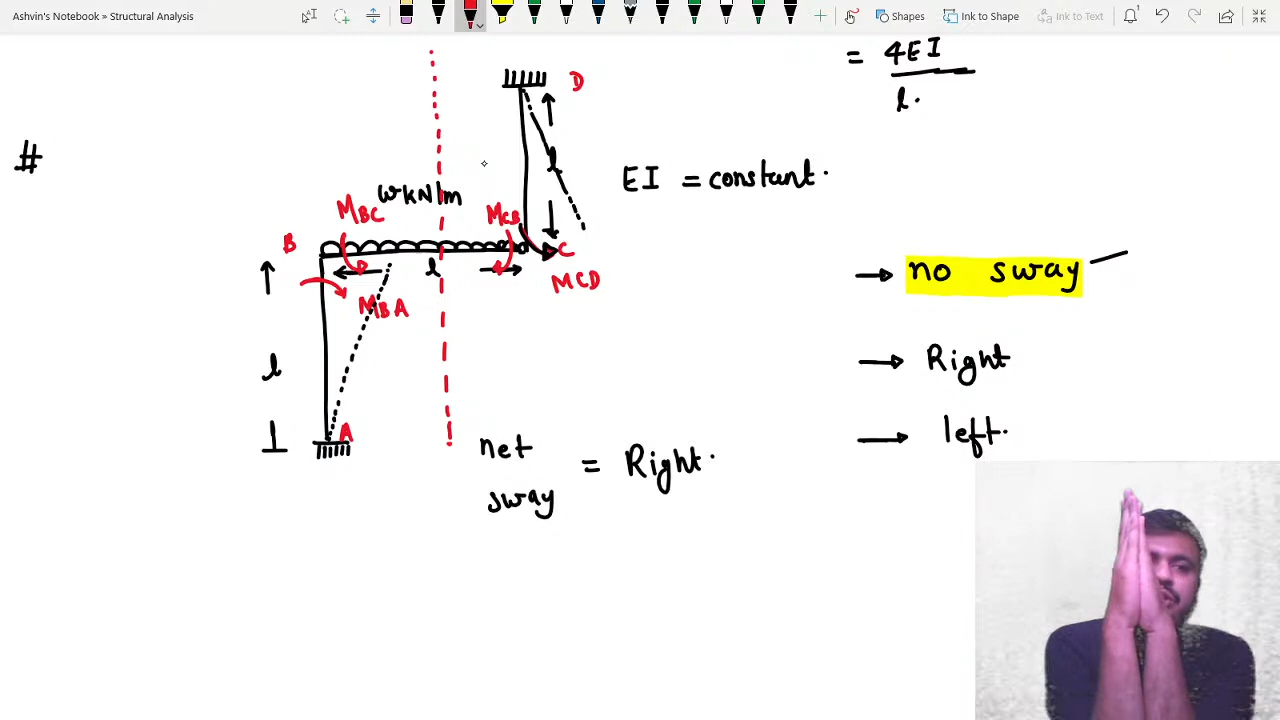 Ashvin's Notebook » Structural Analysis
Shapes
Ink to Shape
Ink to Text
= 4EI
l.
D
#
l
EI = constant.
wkN/m
MBC
MCB
B
C
l
MCD
MBA
→ no sway
l
→ Right
A
→ left.
net
sway = Right.